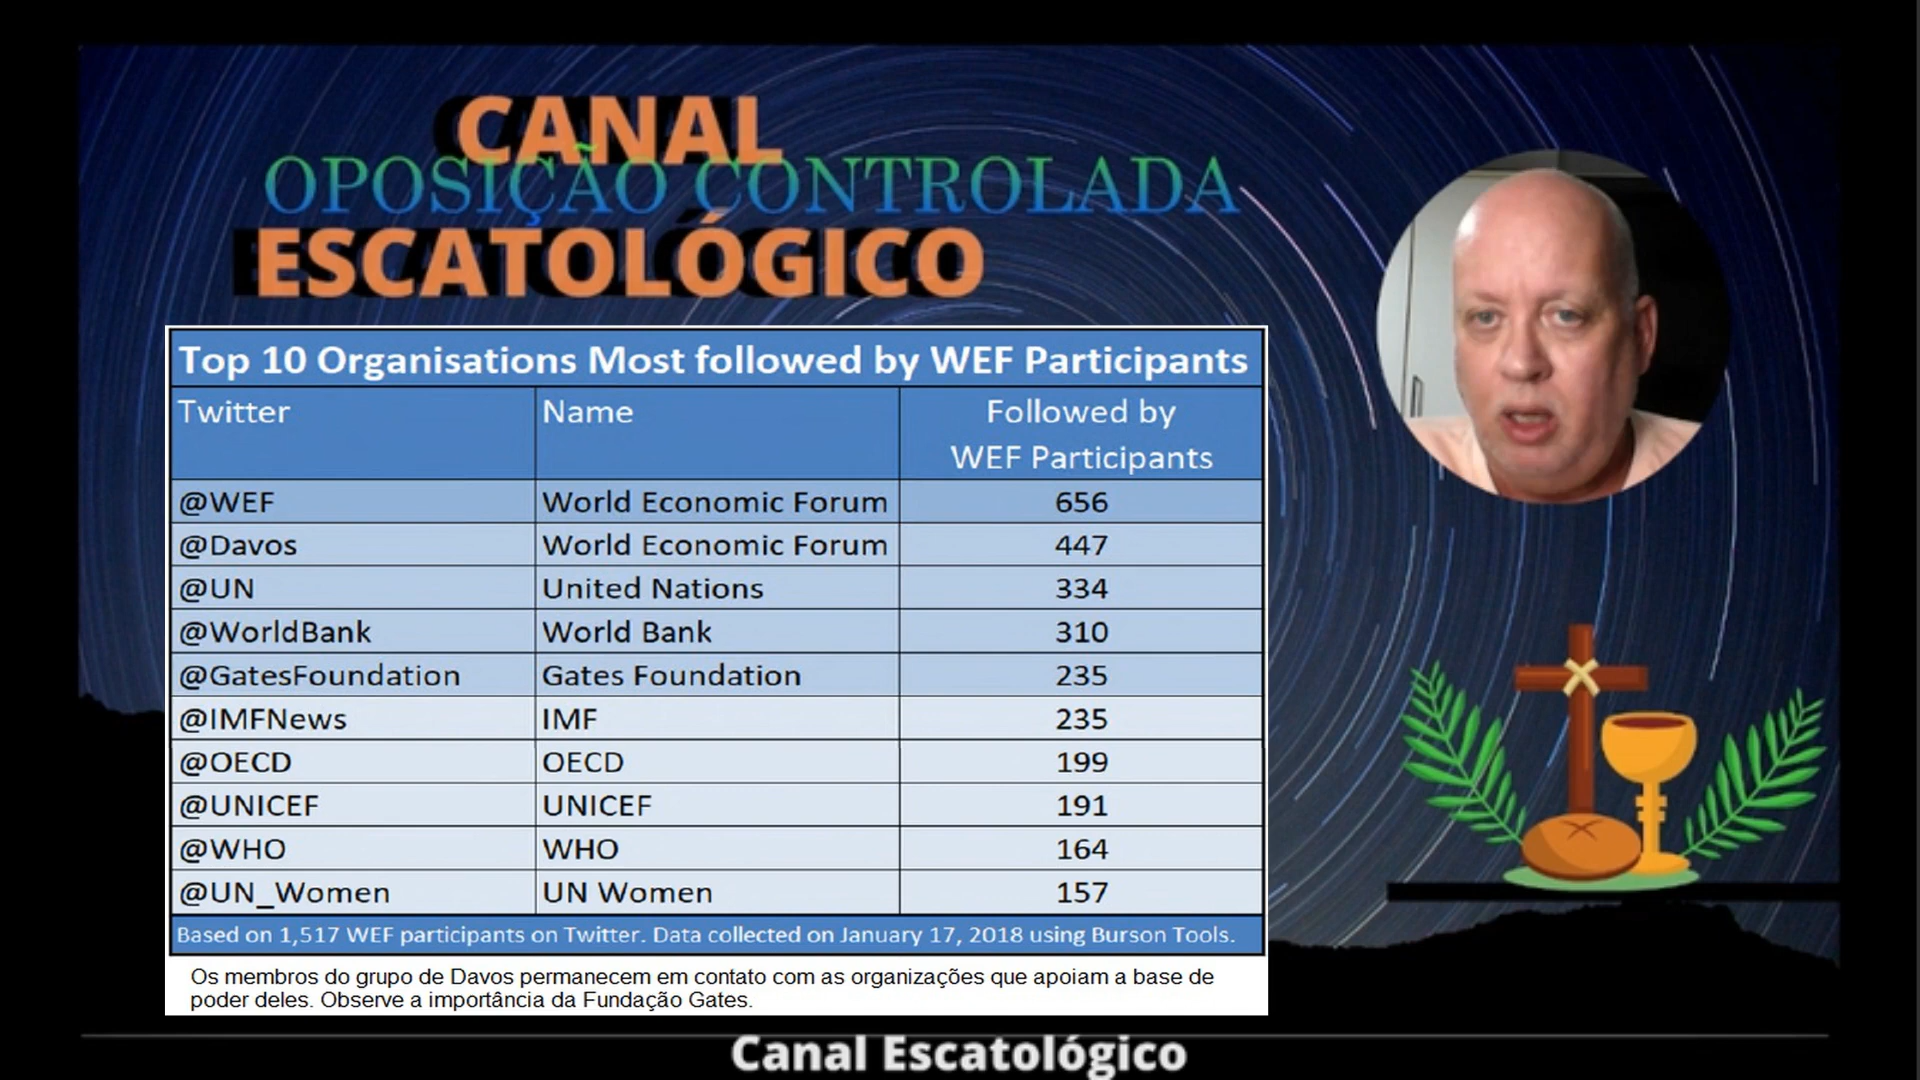 CANAL
OPOSIÇÃO CONTROLADA
ESCATOLÓGICO
Top 10 Organisations Most followed by WEF Participants
Twitter Name Followed by
WEF Participants
@WEF World Economic Forum 656
@Davos World Economic Forum 447
@UN United Nations 334
@WorldBank World Bank 310
@GatesFoundation Gates Foundation 235
@IMFNews IMF 235
@OECD OECD 199
@UNICEF UNICEF 191
@WHO WHO 164
@UN_Women UN Women 157
Based on 1,517 WEF participants on Twitter. Data collected on January 17, 2018 using Burson Tools.
Os membros do grupo de Davos permanecem em contato com as organizações que apoiam a base de
poder deles. Observe a importância da Fundação Gates.
Canal Escatológico